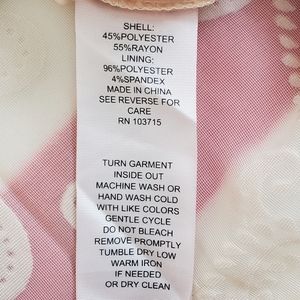 SHELL:
45%POLYESTER
55%RAYON
LINING:
96%POLYESTER
4%SPANDEX
MADE IN CHINA
SEE REVERSE FOR
CARE
RN 103715
TURN GARMENT
INSIDE OUT
MACHINE WASH OR
HAND WASH COLD
WITH LIKE COLORS
GENTLE CYCLE
DO NOT BLEACH
REMOVE PROMPTLY
TUMBLE DRY LOW
WARM IRON
IF NEEDED
OR DRY CLEAN